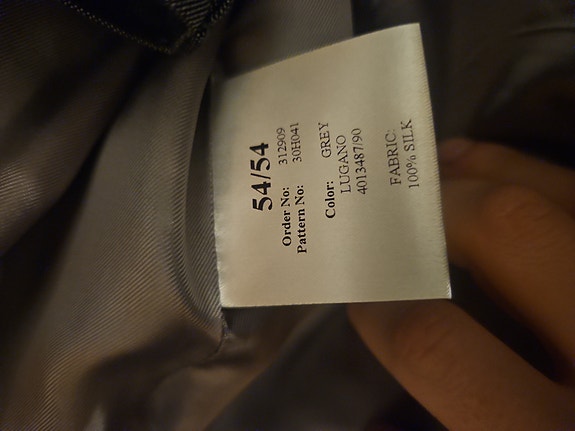 54/54
Order No: 312909
Pattern No: 30H041
Color: GREY
LUGANO
4013487/90
FABRIC:
100% SILK